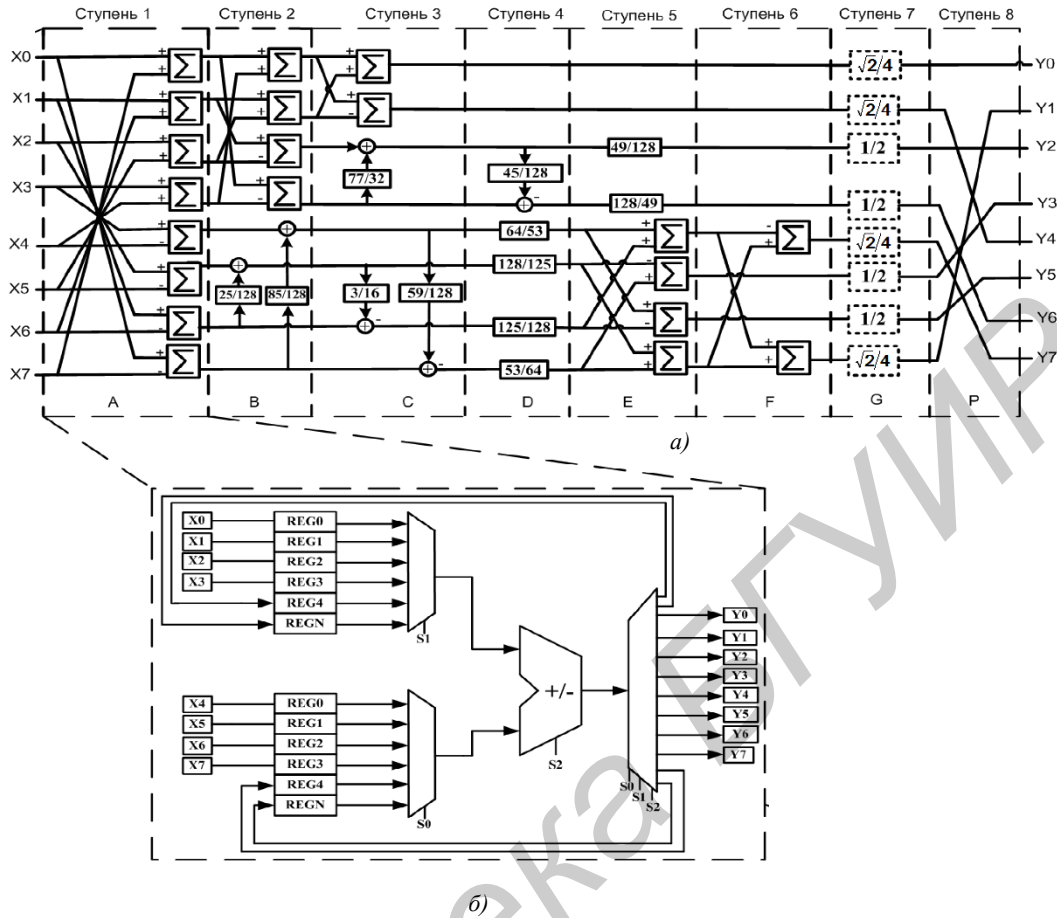 Ступень 1 Ступень 2 Ступень 3 Ступень 4 Ступень 5 Ступень 6 Ступень 7 Ступень 8
X0 + + ∑ + + ∑ + + ∑ √2/4 Y0
X1 + + ∑ + + ∑ + - ∑ √2/4 Y1
X2 + + ∑ + - ∑ 49/128 1/2 Y2
77/32 45/128
X3 + + ∑ + - ∑ - 128/49 1/2 Y3
X4 + - ∑ 64/53 + + ∑ - + ∑ √2/4 Y4
X5 + - ∑ 128/125 - + ∑ 1/2 Y5
25/128 85/128 3/16 59/128
X6 + - ∑ - 125/128 + - ∑ 1/2 Y6
X7 + - ∑ - 53/64 + + ∑ + + ∑ √2/4 Y7
A B C D E F G P
а)
X0 REG0
X1 REG1
X2 REG2
X3 REG3
REG4
REGN
S1
X4 REG0
X5 REG1
X6 REG2
X7 REG3
REG4
REGN
S0
+/-
S2
Y0
Y1
Y2
Y3
Y4
Y5
Y6
Y7
S0
S1
S2
б)
ека БГУИР